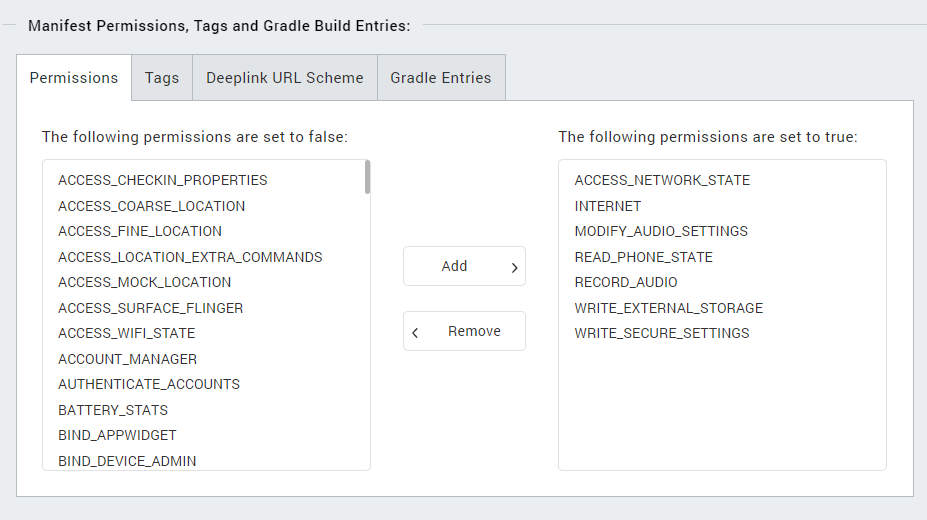 Manifest Permissions, Tags and Gradle Build Entries:
Permissions
Tags
Deeplink URL Scheme
Gradle Entries
The following permissions are set to false:
ACCESS_CHECKIN_PROPERTIES
ACCESS_COARSE_LOCATION
ACCESS_FINE_LOCATION
ACCESS_LOCATION_EXTRA_COMMANDS
ACCESS_MOCK_LOCATION
ACCESS_SURFACE_FLINGER
ACCESS_WIFI_STATE
ACCOUNT_MANAGER
AUTHENTICATE_ACCOUNTS
BATTERY_STATS
BIND_APPWIDGET
BIND_DEVICE_ADMIN
Add
Remove
The following permissions are set to true:
ACCESS_NETWORK_STATE
INTERNET
MODIFY_AUDIO_SETTINGS
READ_PHONE_STATE
RECORD_AUDIO
WRITE_EXTERNAL_STORAGE
WRITE_SECURE_SETTINGS